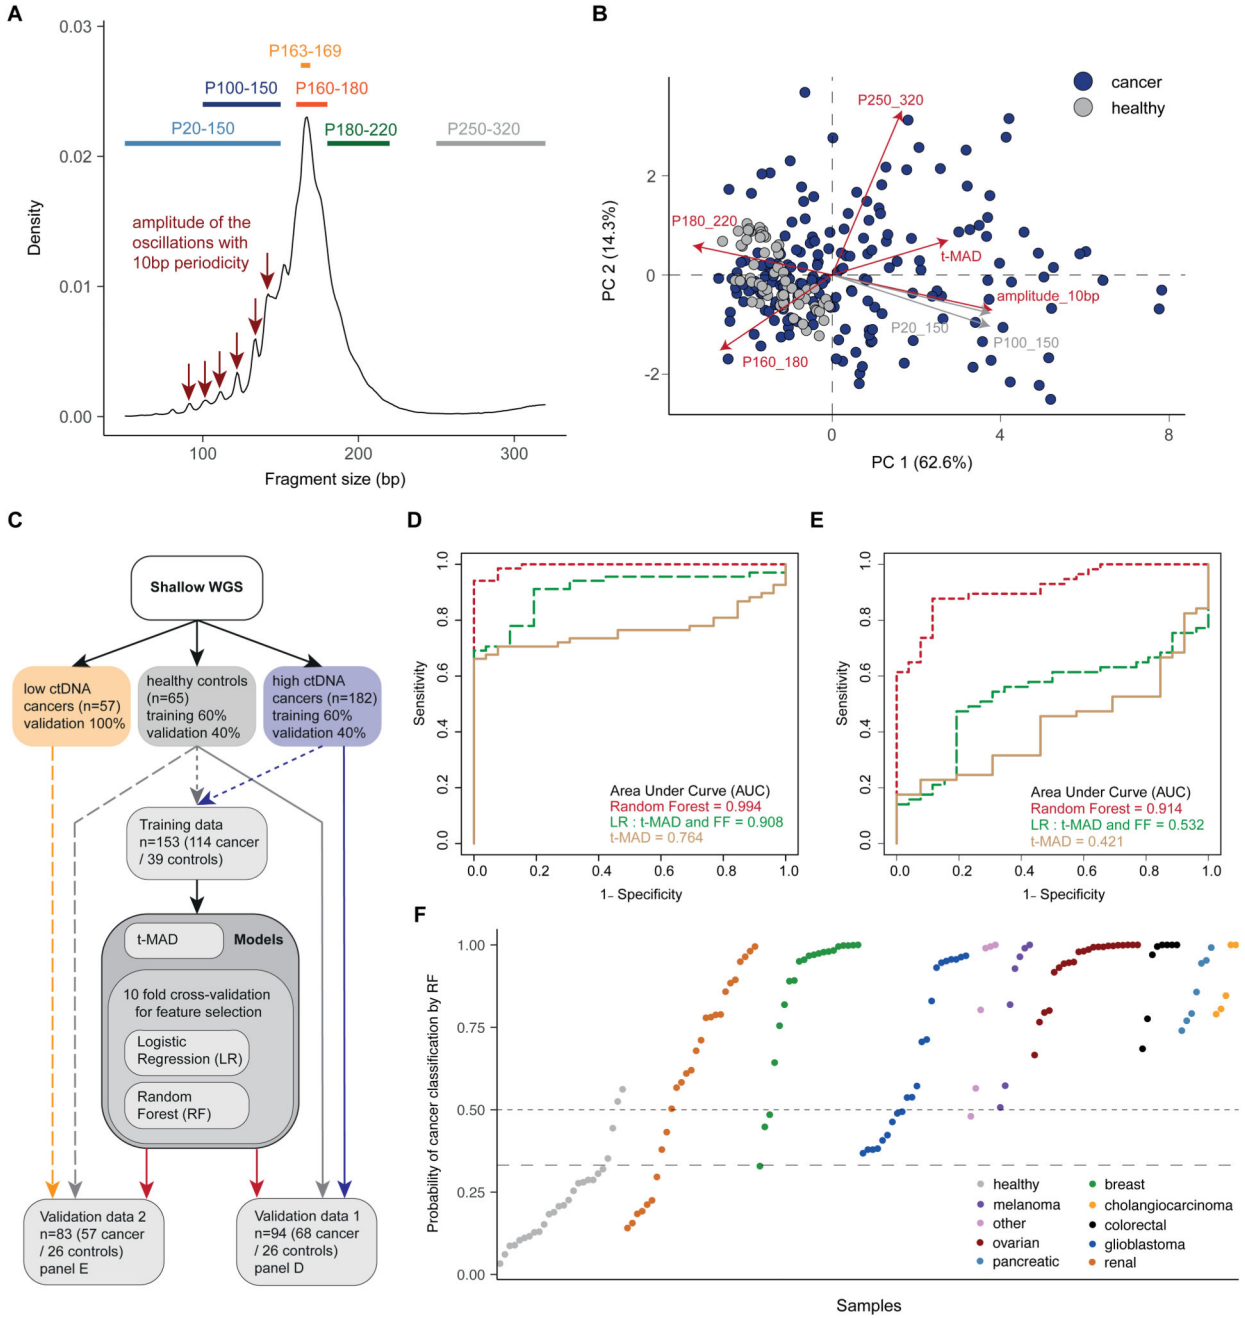 A
0.03
0.02
0.01
0.00
Density
P163-169
P100-150
P160-180
P20-150
P180-220
P250-320
amplitude of the
oscillations with
10bp periodicity
100
200
300
Fragment size (bp)
B
cancer
healthy
P250_320
P180_220
t-MAD
amplitude_10bp
P20_150
P100_150
P160_180
2
0
-2
PC 2 (14.3%)
0
4
8
PC 1 (62.6%)
C
Shallow WGS
low ctDNA
cancers (n=57)
validation 100%
healthy controls
(n=65)
training 60%
validation 40%
high ctDNA
cancers (n=182)
training 60%
validation 40%
Training data
n=153 (114 cancer
/ 39 controls)
t-MAD
Models
10 fold cross-validation
for feature selection
Logistic
Regression (LR)
Random
Forest (RF)
Validation data 2
n=83 (57 cancer
/ 26 controls)
panel E
Validation data 1
n=94 (68 cancer
/ 26 controls)
panel D
D
1.0
0.8
0.6
0.4
0.2
0.0
Sensitivity
Area Under Curve (AUC)
Random Forest = 0.994
LR : t-MAD and FF = 0.908
t-MAD = 0.764
0.0
0.2
0.4
0.6
0.8
1.0
1– Specificity
E
1.0
0.8
0.6
0.4
0.2
0.0
Sensitivity
Area Under Curve (AUC)
Random Forest = 0.914
LR : t-MAD and FF = 0.532
t-MAD = 0.421
0.0
0.2
0.4
0.6
0.8
1.0
1– Specificity
F
1.00
0.75
0.50
0.25
0.00
Probability of cancer classification by RF
healthy
melanoma
other
ovarian
pancreatic
breast
cholangiocarcinoma
colorectal
glioblastoma
renal
Samples